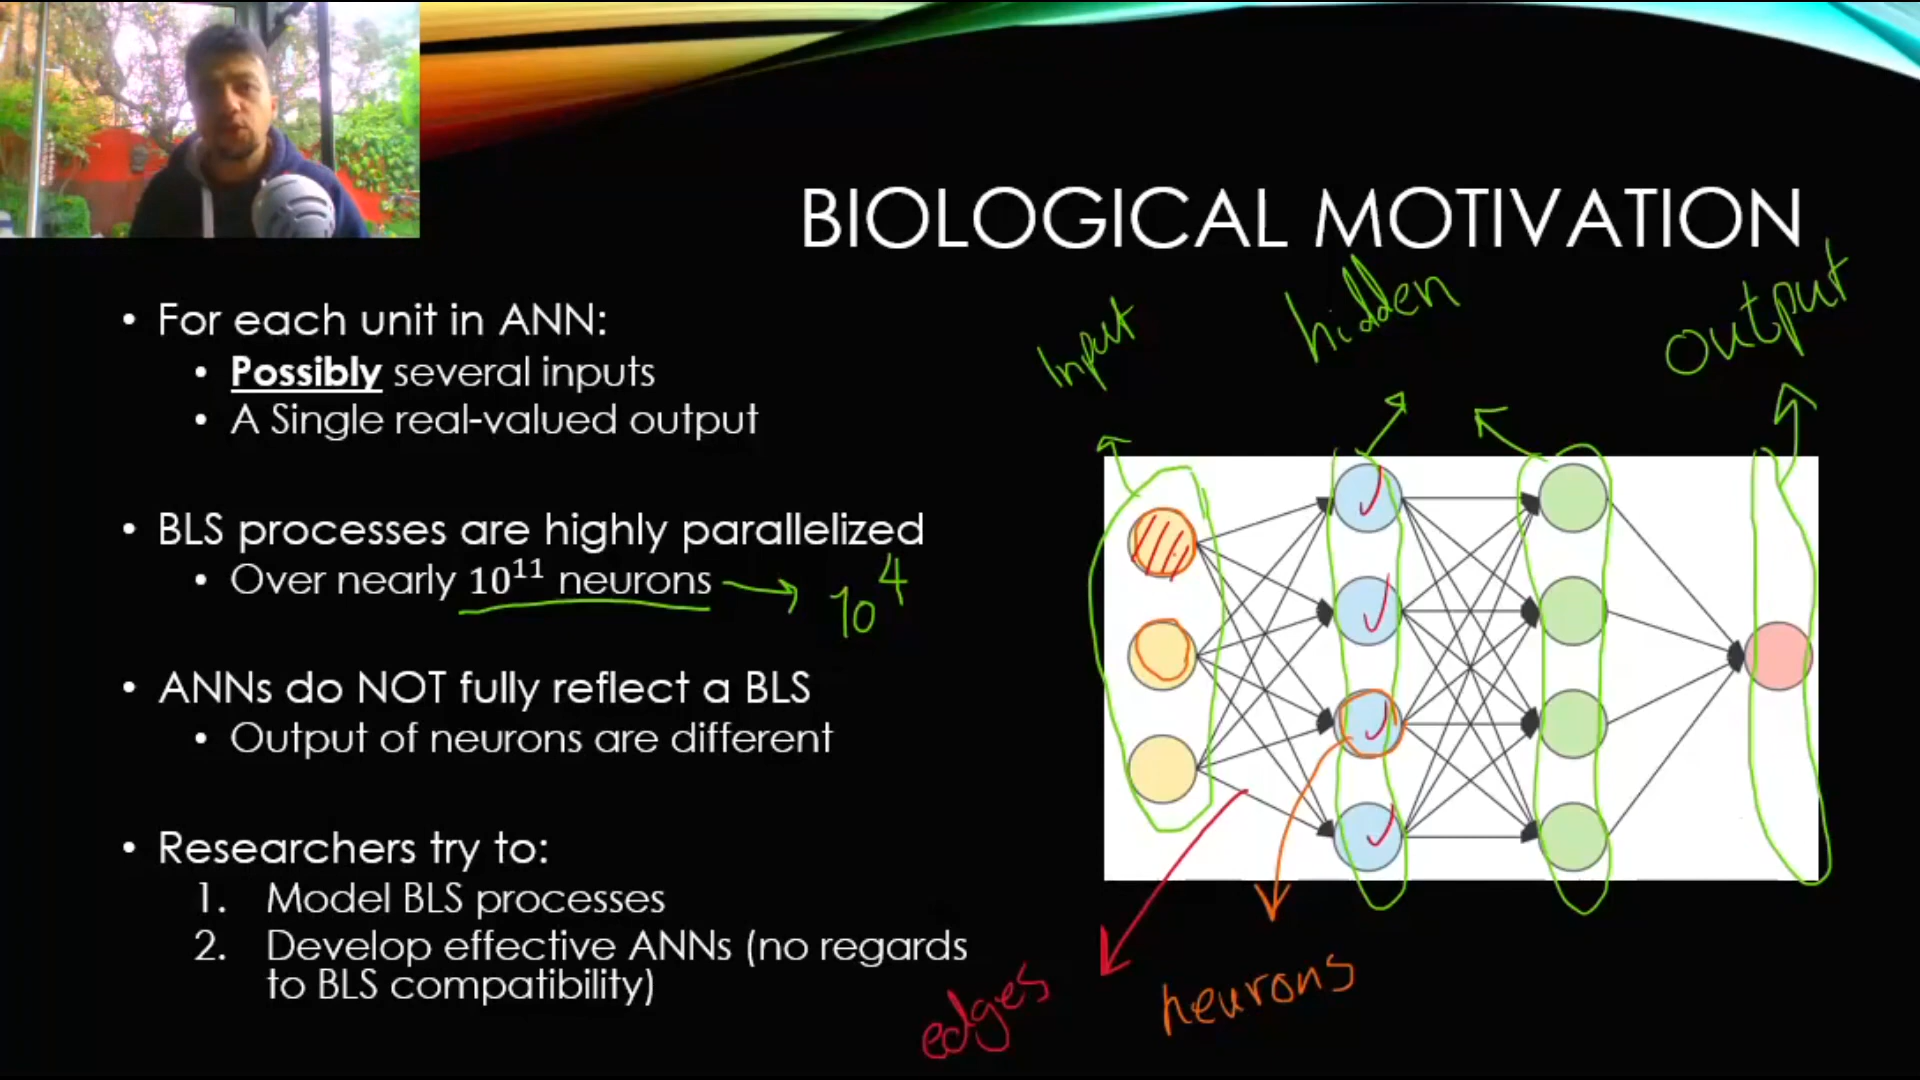 BIOLOGICAL MOTIVATION
• For each unit in ANN:
• Possibly several inputs
• A Single real-valued output
• BLS processes are highly parallelized
• Over nearly 10¹¹ neurons → 10⁴
• ANNs do NOT fully reflect a BLS
• Output of neurons are different
• Researchers try to:
1. Model BLS processes
2. Develop effective ANNs (no regards
to BLS compatibility)
Input
hidden
output
edges
neurons